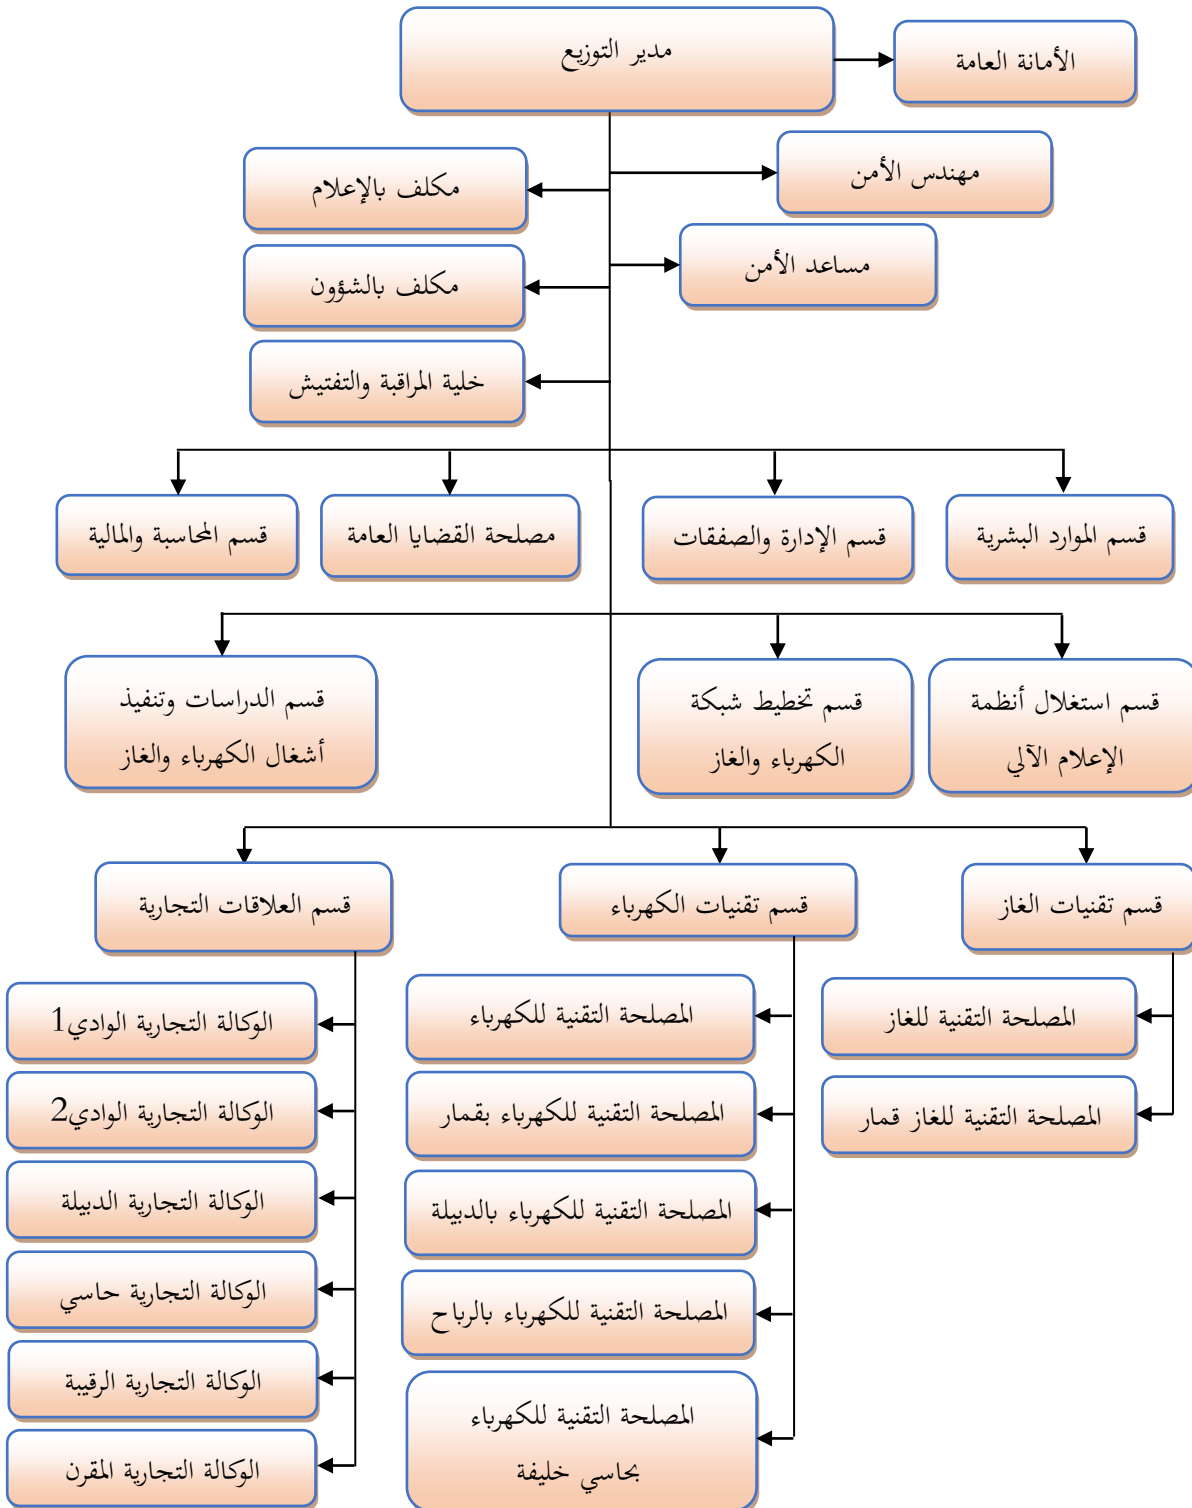 مدير التوزيع
الأمانة العامة
مهندس الأمن
مكلف بالإعلام
مساعد الأمن
مكلف بالشؤون
خلية المراقبة والتفتيش
قسم الموارد البشرية
قسم الإدارة والصفقات
مصلحة القضايا العامة
قسم المحاسبة والمالية
قسم استغلال أنظمة
الإعلام الآلي
قسم تخطيط شبكة
الكهرباء والغاز
قسم الدراسات وتنفيذ
أشغال الكهرباء والغاز
قسم تقنيات الغاز
قسم تقنيات الكهرباء
قسم العلاقات التجارية
المصلحة التقنية للغاز
المصلحة التقنية للغاز قمار
المصلحة التقنية للكهرباء
المصلحة التقنية للكهرباء بقمار
المصلحة التقنية للكهرباء بالدبيلة
المصلحة التقنية للكهرباء بالرباح
المصلحة التقنية للكهرباء
بحاسي خليفة
الوكالة التجارية الوادي1
الوكالة التجارية الوادي2
الوكالة التجارية الدبيلة
الوكالة التجارية حاسي
الوكالة التجارية الرقيبة
الوكالة التجارية المقرن